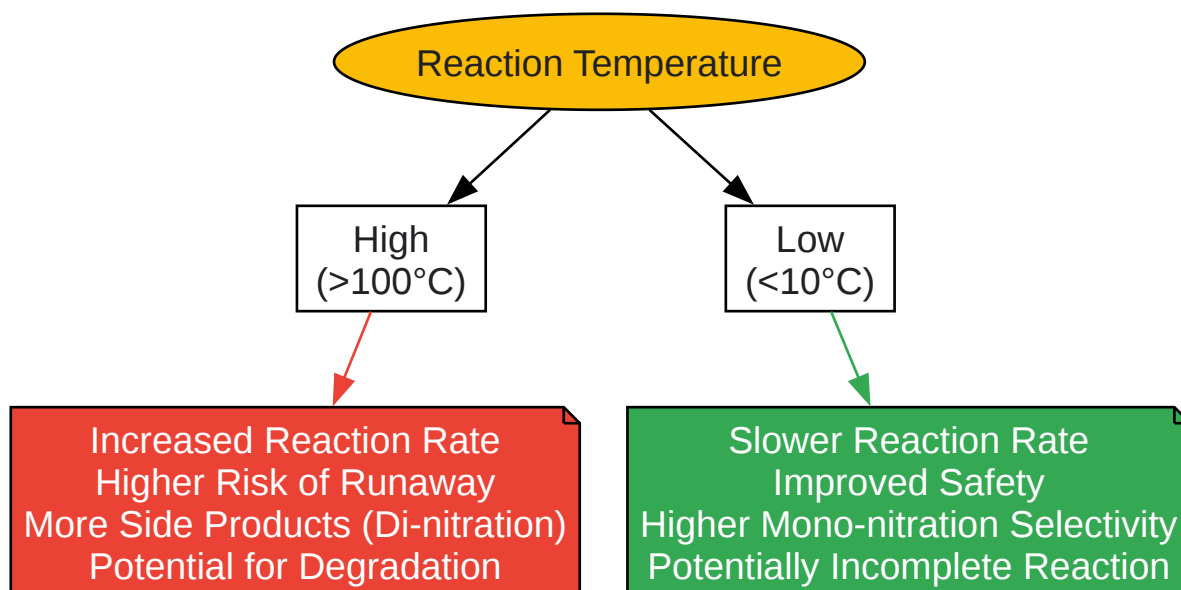 Reaction Temperature
High
(>100°C)
Low
(<10°C)
Increased Reaction Rate
Higher Risk of Runaway
More Side Products (Di-nitration)
Potential for Degradation
Slower Reaction Rate
Improved Safety
Higher Mono-nitration Selectivity
Potentially Incomplete Reaction